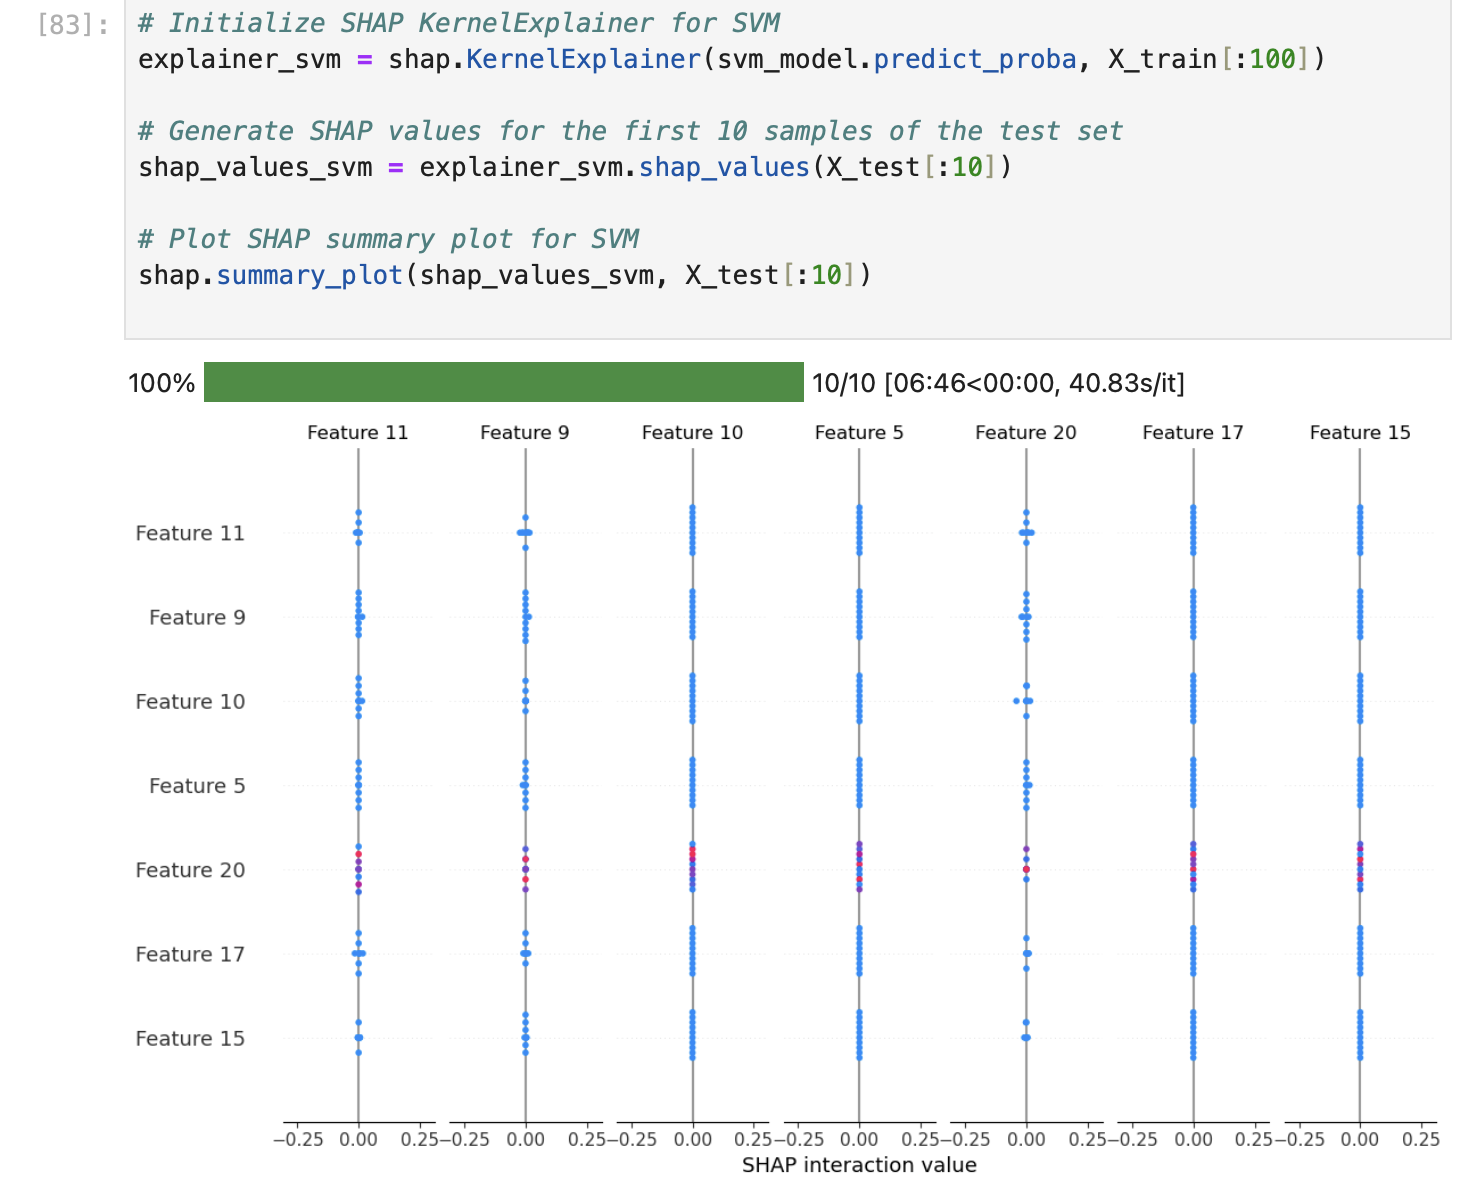 [83]:
# Initialize SHAP KernelExplainer for SVM
explainer_svm = shap.KernelExplainer(svm_model.predict_proba, X_train[:100])
# Generate SHAP values for the first 10 samples of the test set
shap_values_svm = explainer_svm.shap_values(X_test[:10])
# Plot SHAP summary plot for SVM
shap.summary_plot(shap_values_svm, X_test[:10])
100% 10/10 [06:46<00:00, 40.83s/it]
Feature 11 Feature 9 Feature 10 Feature 5 Feature 20 Feature 17 Feature 15
Feature 11
Feature 9
Feature 10
Feature 5
Feature 20
Feature 17
Feature 15
−0.25 0.00 0.25 −0.25 0.00 0.25 −0.25 0.00 0.25 −0.25 0.00 0.25 −0.25 0.00 0.25 −0.25 0.00 0.25 −0.25 0.00 0.25
SHAP interaction value